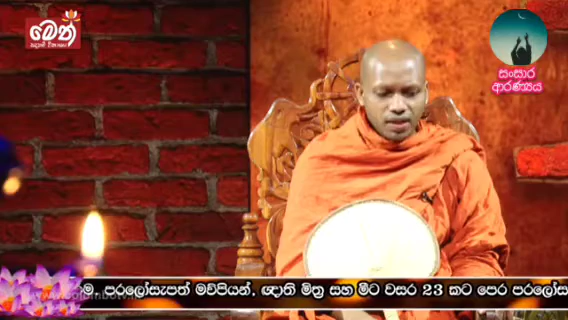 මෙත්
සංසාර
ආරණ්‍යය
ම, පරලෝසැපත් මව්පියන්, ඥාති මිත්‍ර සහ මීට වසර 23 කට පෙර පරලෝස